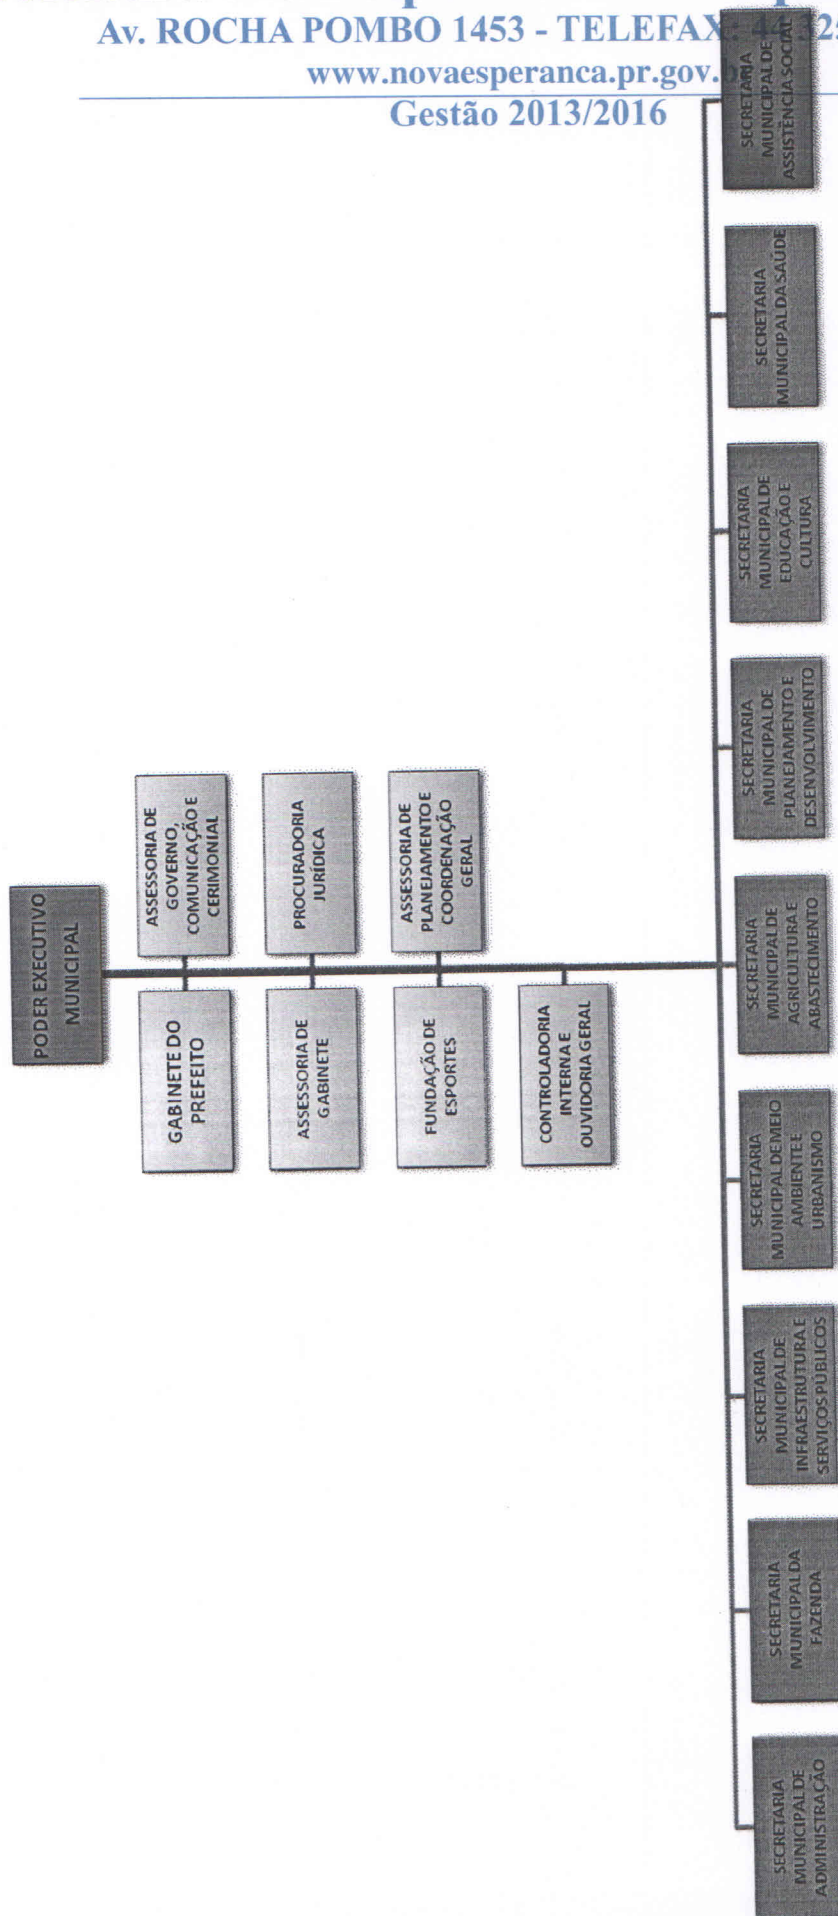 Av. ROCHA POMBO 1453 - TELEFAX:
www.novaesperanca.pr.gov.
Gestão 2013/2016
PODER EXECUTIVO
MUNICIPAL
GABINETE DO
PREFEITO
ASSESSORIA DE
GOVERNO,
COMUNICAÇÃO E
CERIMONIAL
ASSESSORIA DE
GABINETE
PROCURADORIA
JURÍDICA
FUNDAÇÃO DE
ESPORTES
ASSESSORIA DE
PLANEJAMENTO E
COORDENAÇÃO
GERAL
CONTROLADORIA
INTERNA E
OUVIDORIA GERAL
SECRETARIA
MUNICIPAL DE
ADMINISTRAÇÃO
SECRETARIA
MUNICIPAL DA
FAZENDA
SECRETARIA
MUNICIPAL DE
INFRAESTRUTURA E
SERVIÇOS PÚBLICOS
SECRETARIA
MUNICIPAL DE MEIO
AMBIENTE E
URBANISMO
SECRETARIA
MUNICIPAL DE
AGRICULTURA E
ABASTECIMENTO
SECRETARIA
MUNICIPAL DE
PLANEJAMENTO E
DESENVOLVIMENTO
SECRETARIA
MUNICIPAL DE
EDUCAÇÃO E
CULTURA
SECRETARIA
MUNICIPAL DA SAÚDE
SECRETARIA
MUNICIPAL DE
ASSISTÊNCIA SOCIAL